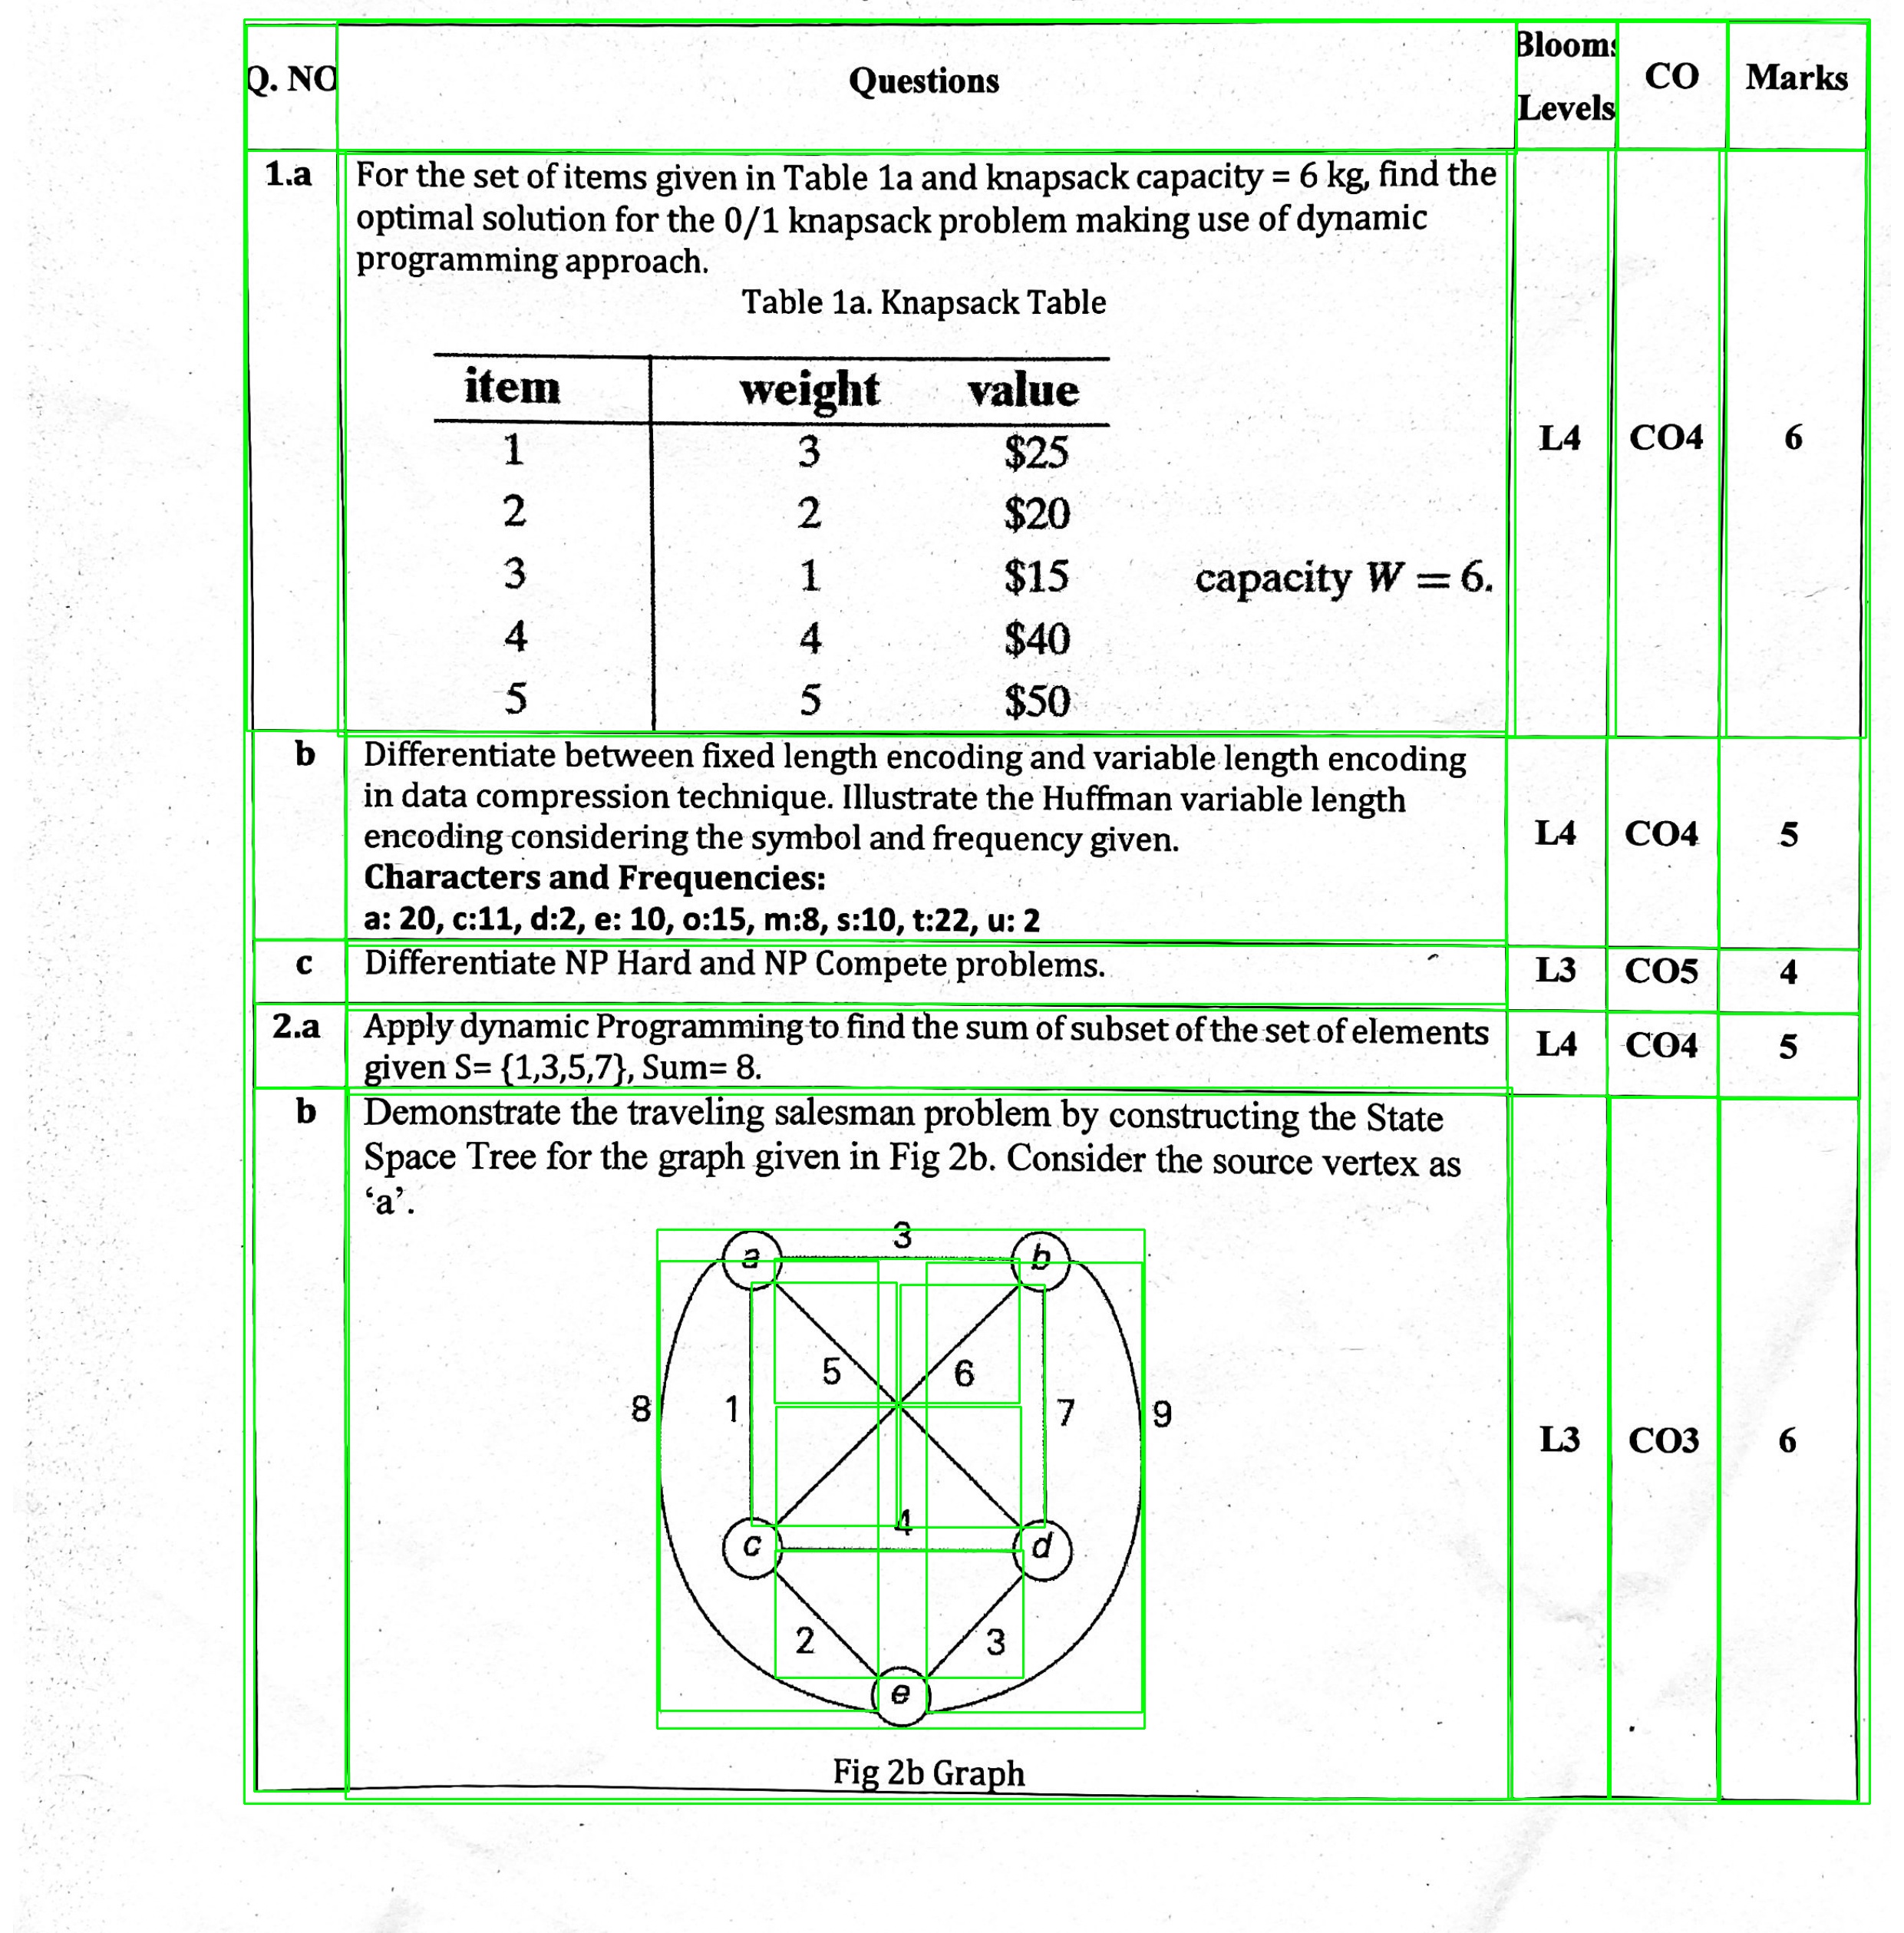 Q. NO
Questions
Blooms
Levels
CO
Marks
1.a
For the set of items given in Table 1a and knapsack capacity = 6 kg, find the
optimal solution for the 0/1 knapsack problem making use of dynamic
programming approach.
Table 1a. Knapsack Table
item weight value
1 3 $25
2 2 $20
3 1 $15 capacity W = 6.
4 4 $40
5 5 $50
L4 CO4 6
b
Differentiate between fixed length encoding and variable length encoding
in data compression technique. Illustrate the Huffman variable length
encoding considering the symbol and frequency given.
Characters and Frequencies:
a: 20, c:11, d:2, e: 10, o:15, m:8, s:10, t:22, u: 2
L4 CO4 5
c
Differentiate NP Hard and NP Compete problems.
L3 CO5 4
2.a
Apply dynamic Programming to find the sum of subset of the set of elements
given S= {1,3,5,7}, Sum= 8.
L4 CO4 5
b
Demonstrate the traveling salesman problem by constructing the State
Space Tree for the graph given in Fig 2b. Consider the source vertex as
‘a’.
3
a b
5 6
8 1 7 9
4
c d
2 3
e
Fig 2b Graph
L3 CO3 6